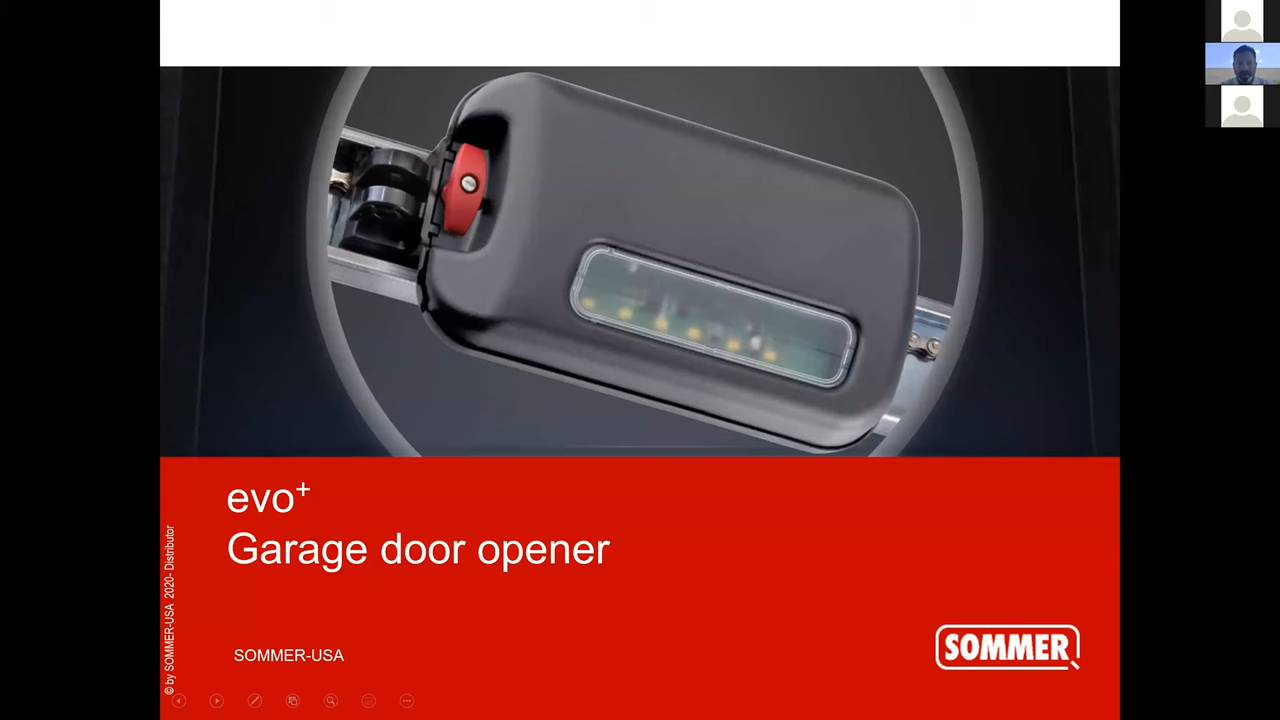 evo+
Garage door opener
SOMMER-USA
SOMMER
© by SOMMER-USA 2020- Distributor